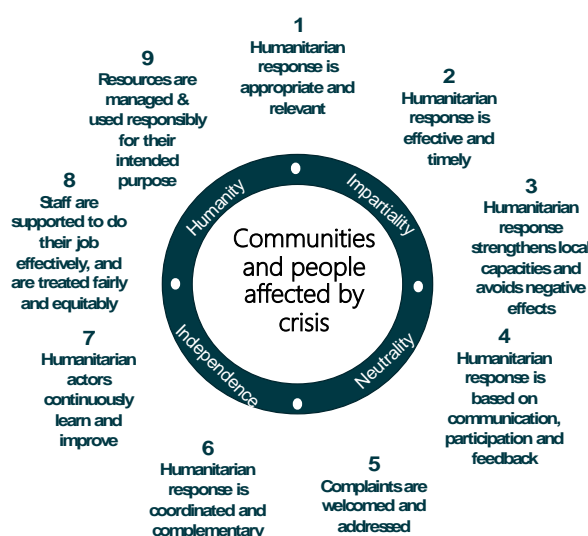 1
Humanitarian
response is
appropriate and
relevant
2
Humanitarian
response is
effective and
timely
3
Humanitarian
response
strengthens local
capacities and
avoids negative
effects
4
Humanitarian
response is
based on
communication,
participation and
feedback
5
Complaints are
welcomed and
addressed
6
Humanitarian
response is
coordinated and
complementary
7
Humanitarian
actors
continuously
learn and
improve
8
Staff are
supported to do
their job
effectively, and
are treated fairly
and equitably
9
Resources are
managed &
used responsibly
for their
intended
purpose
Humanity
Impartiality
Neutrality
Independence
Communities
and people
affected by
crisis